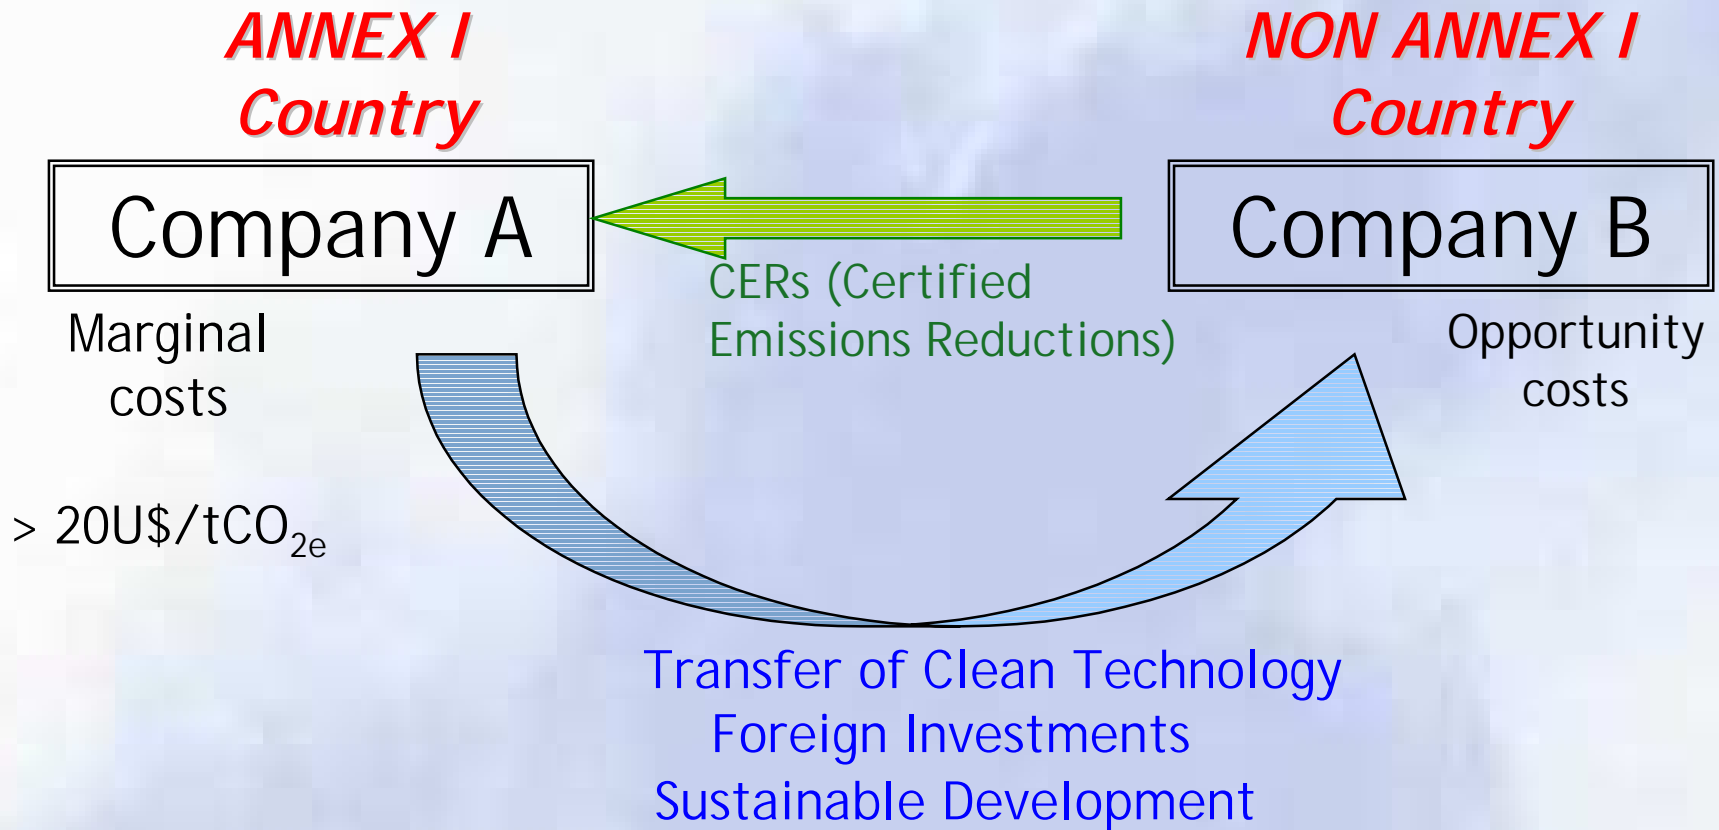 ANNEX I
Country
NON ANNEX I
Country
Company A
Company B
CERs (Certified
Emissions Reductions)
Marginal
costs
Opportunity
costs
> 20U$/tCO₂ₑ
Transfer of Clean Technology
Foreign Investments
Sustainable Development